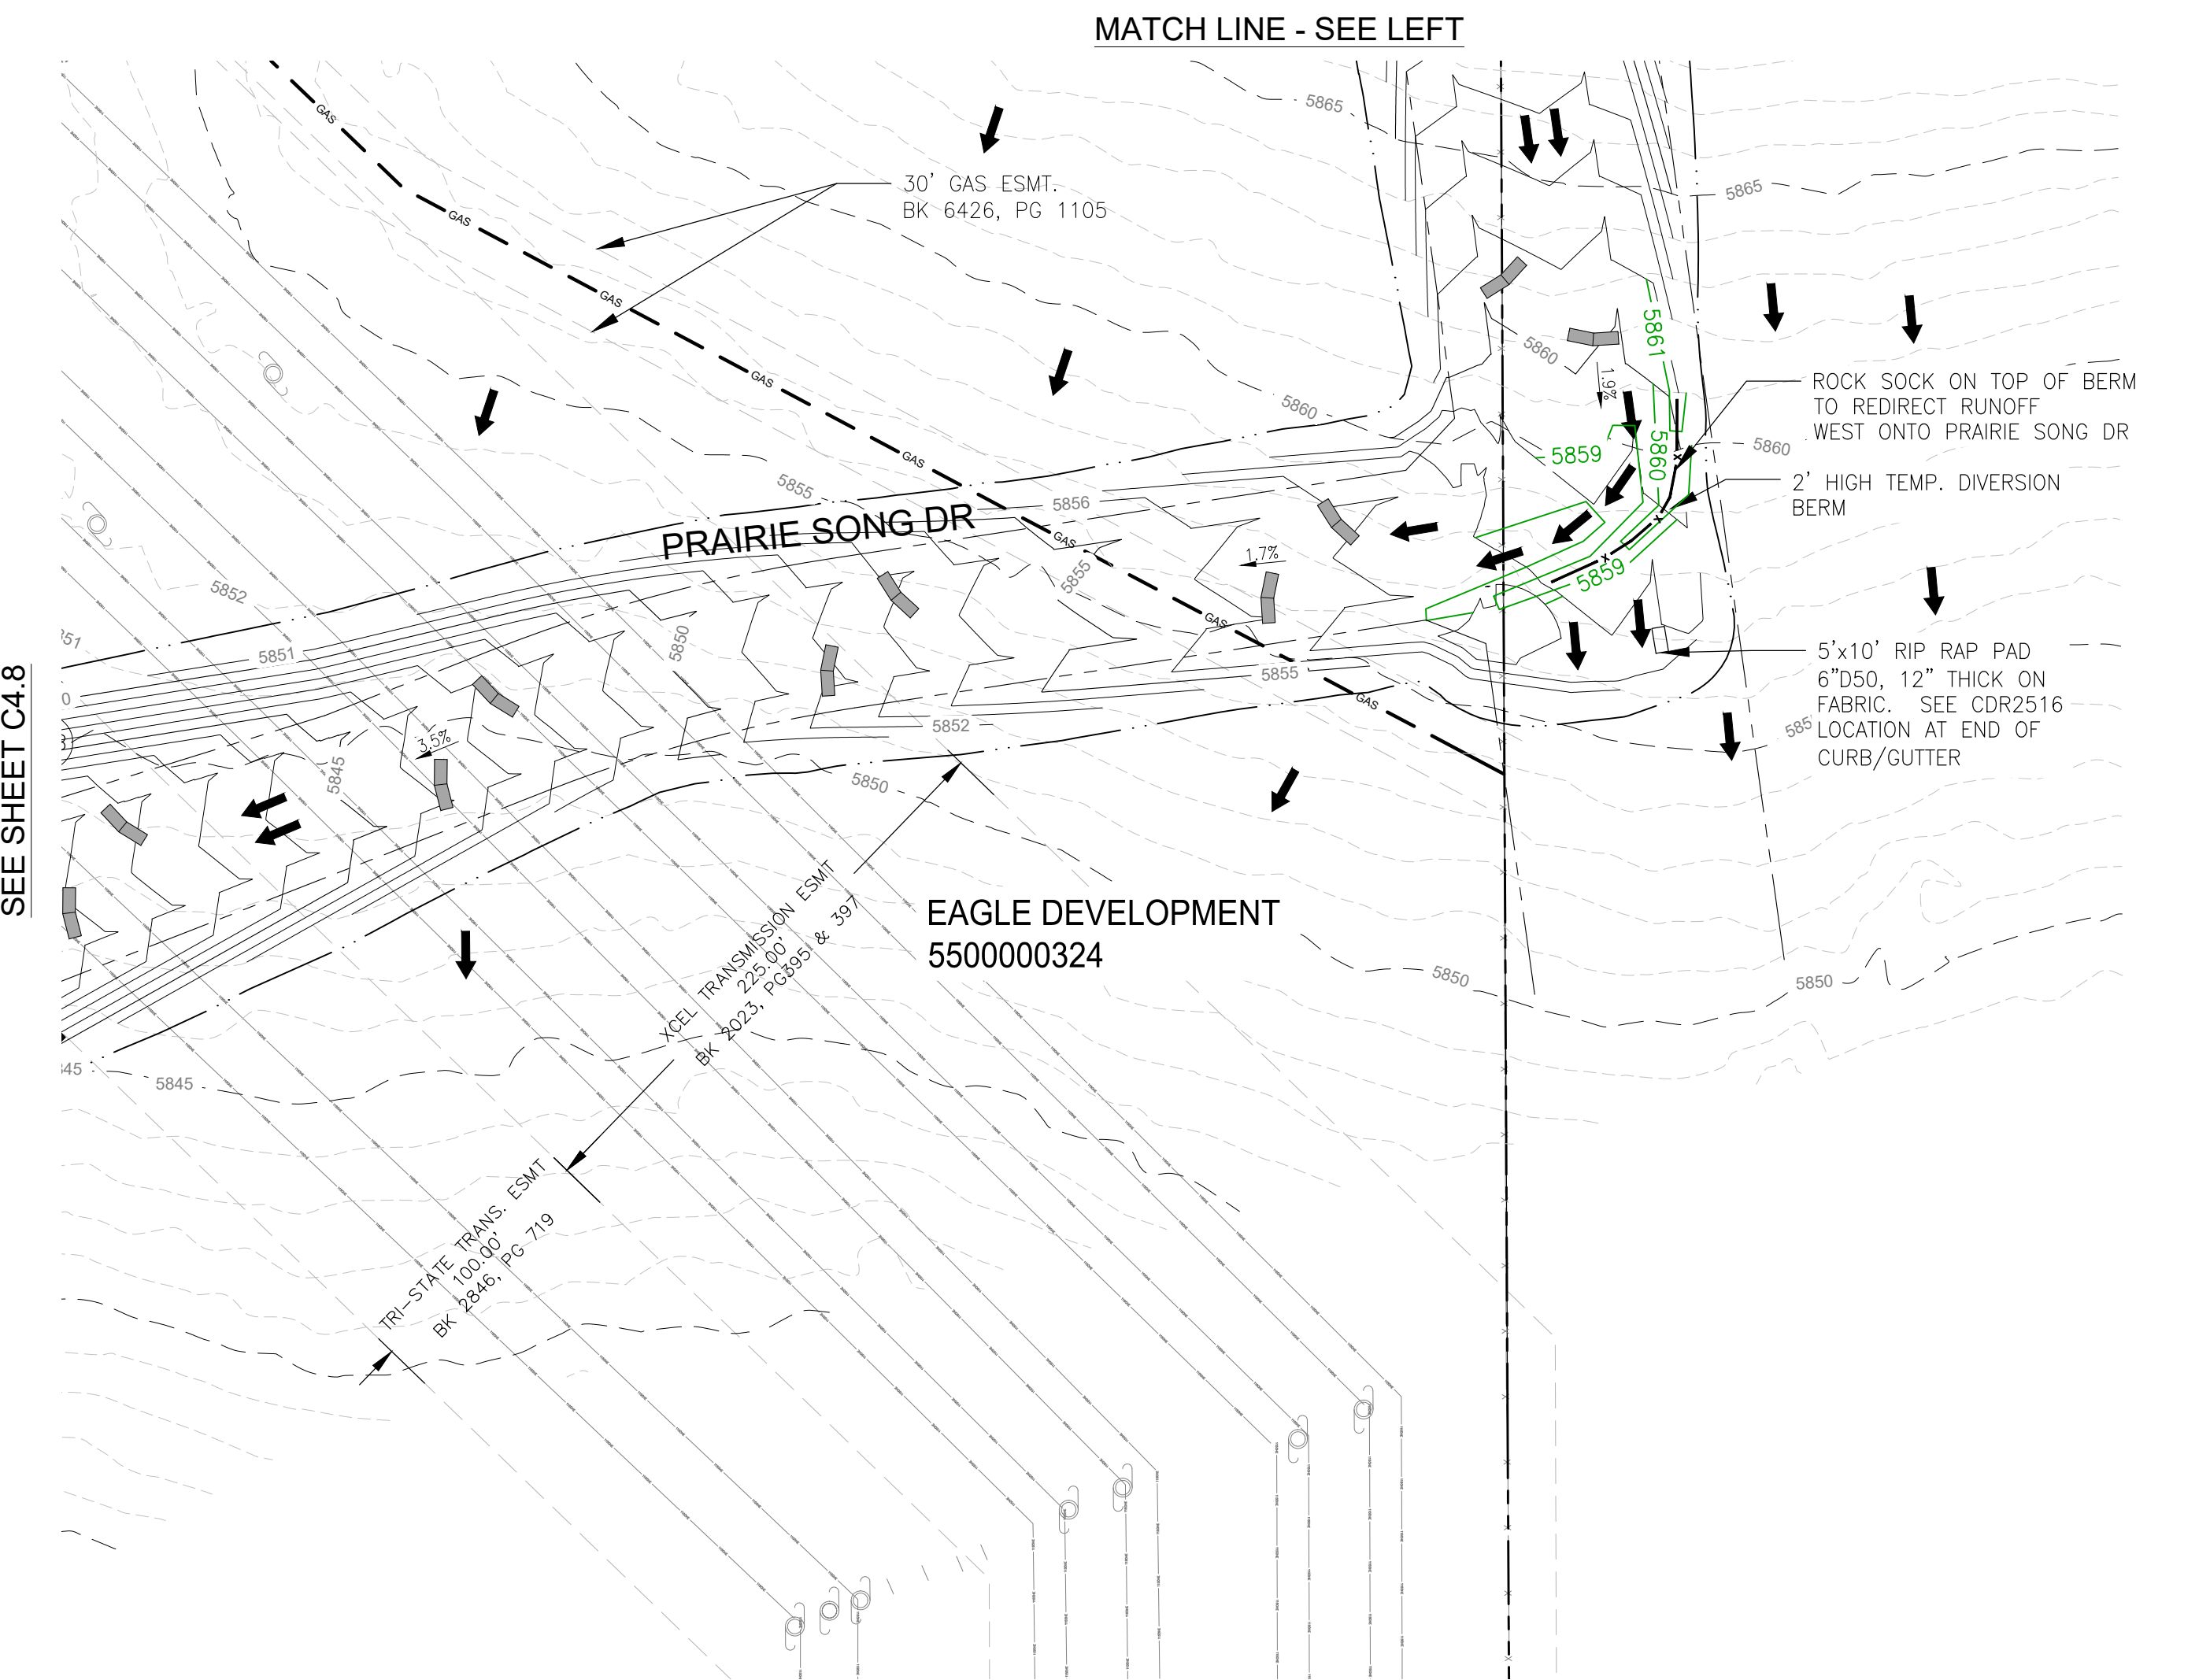 MATCH LINE - SEE LEFT
5865
5865
GAS
30' GAS ESMT.
BK 6426, PG 1105
GAS
GAS
5861
5860
1.9%
GAS
ROCK SOCK ON TOP OF BERM
TO REDIRECT RUNOFF
WEST ONTO PRAIRIE SONG DR
5860
5860
5859
5860
GAS
2' HIGH TEMP. DIVERSION
BERM
5855
5856
PRAIRIE SONG DR
GAS
1.7%
5855
5859
5852
GAS
5851
5850
5855
5'x10' RIP RAP PAD
6"D50, 12" THICK ON
FABRIC. SEE CDR2516
LOCATION AT END OF
CURB/GUTTER
GAS
5852
3.5%
5845
5850
SEE SHEET C4.8
XCEL TRANSMISSION ESMT
225.00'
BK 2023, PG395 & 397
EAGLE DEVELOPMENT
5500000324
5850
5850
5845
TRI-STATE TRANS. ESMT
100.00'
BK 2846, PG 719